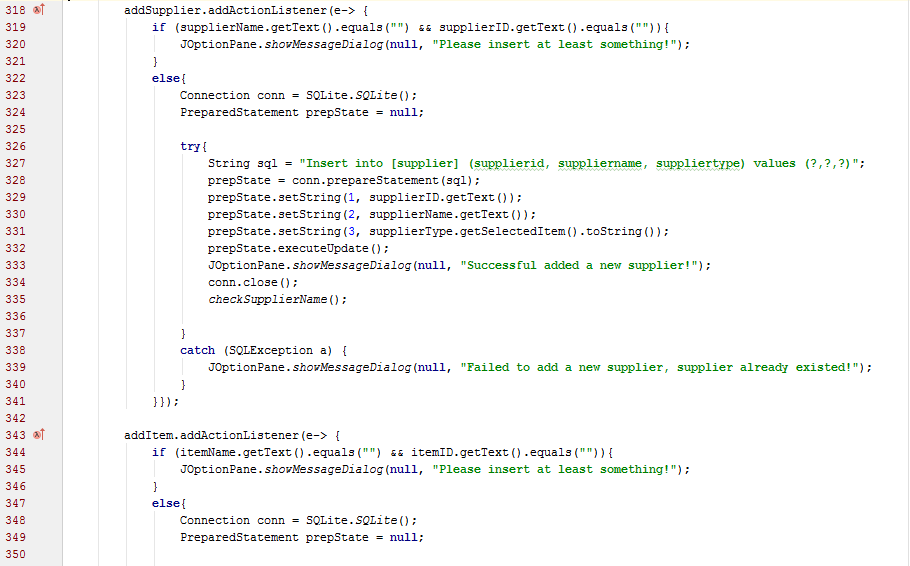 318 addSupplier.addActionListener(e-> {
319 if (supplierName.getText().equals("") && supplierID.getText().equals("")){
320 JOptionPane.showMessageDialog(null, "Please insert at least something!");
321 }
322 else{
323 Connection conn = SQLite.SQLite();
324 PreparedStatement prepState = null;
325
326 try{
327 String sql = "Insert into [supplier] (supplierid, suppliername, suppliertype) values (?,?,?)";
328 prepState = conn.prepareStatement(sql);
329 prepState.setString(1, supplierID.getText());
330 prepState.setString(2, supplierName.getText());
331 prepState.setString(3, supplierType.getSelectedItem().toString());
332 prepState.executeUpdate();
333 JOptionPane.showMessageDialog(null, "Successful added a new supplier!");
334 conn.close();
335 checkSupplierName();
336
337 }
338 catch (SQLException a) {
339 JOptionPane.showMessageDialog(null, "Failed to add a new supplier, supplier already existed!");
340 }
341 }});
342
343 addItem.addActionListener(e-> {
344 if (itemName.getText().equals("") && itemID.getText().equals("")){
345 JOptionPane.showMessageDialog(null, "Please insert at least something!");
346 }
347 else{
348 Connection conn = SQLite.SQLite();
349 PreparedStatement prepState = null;
350